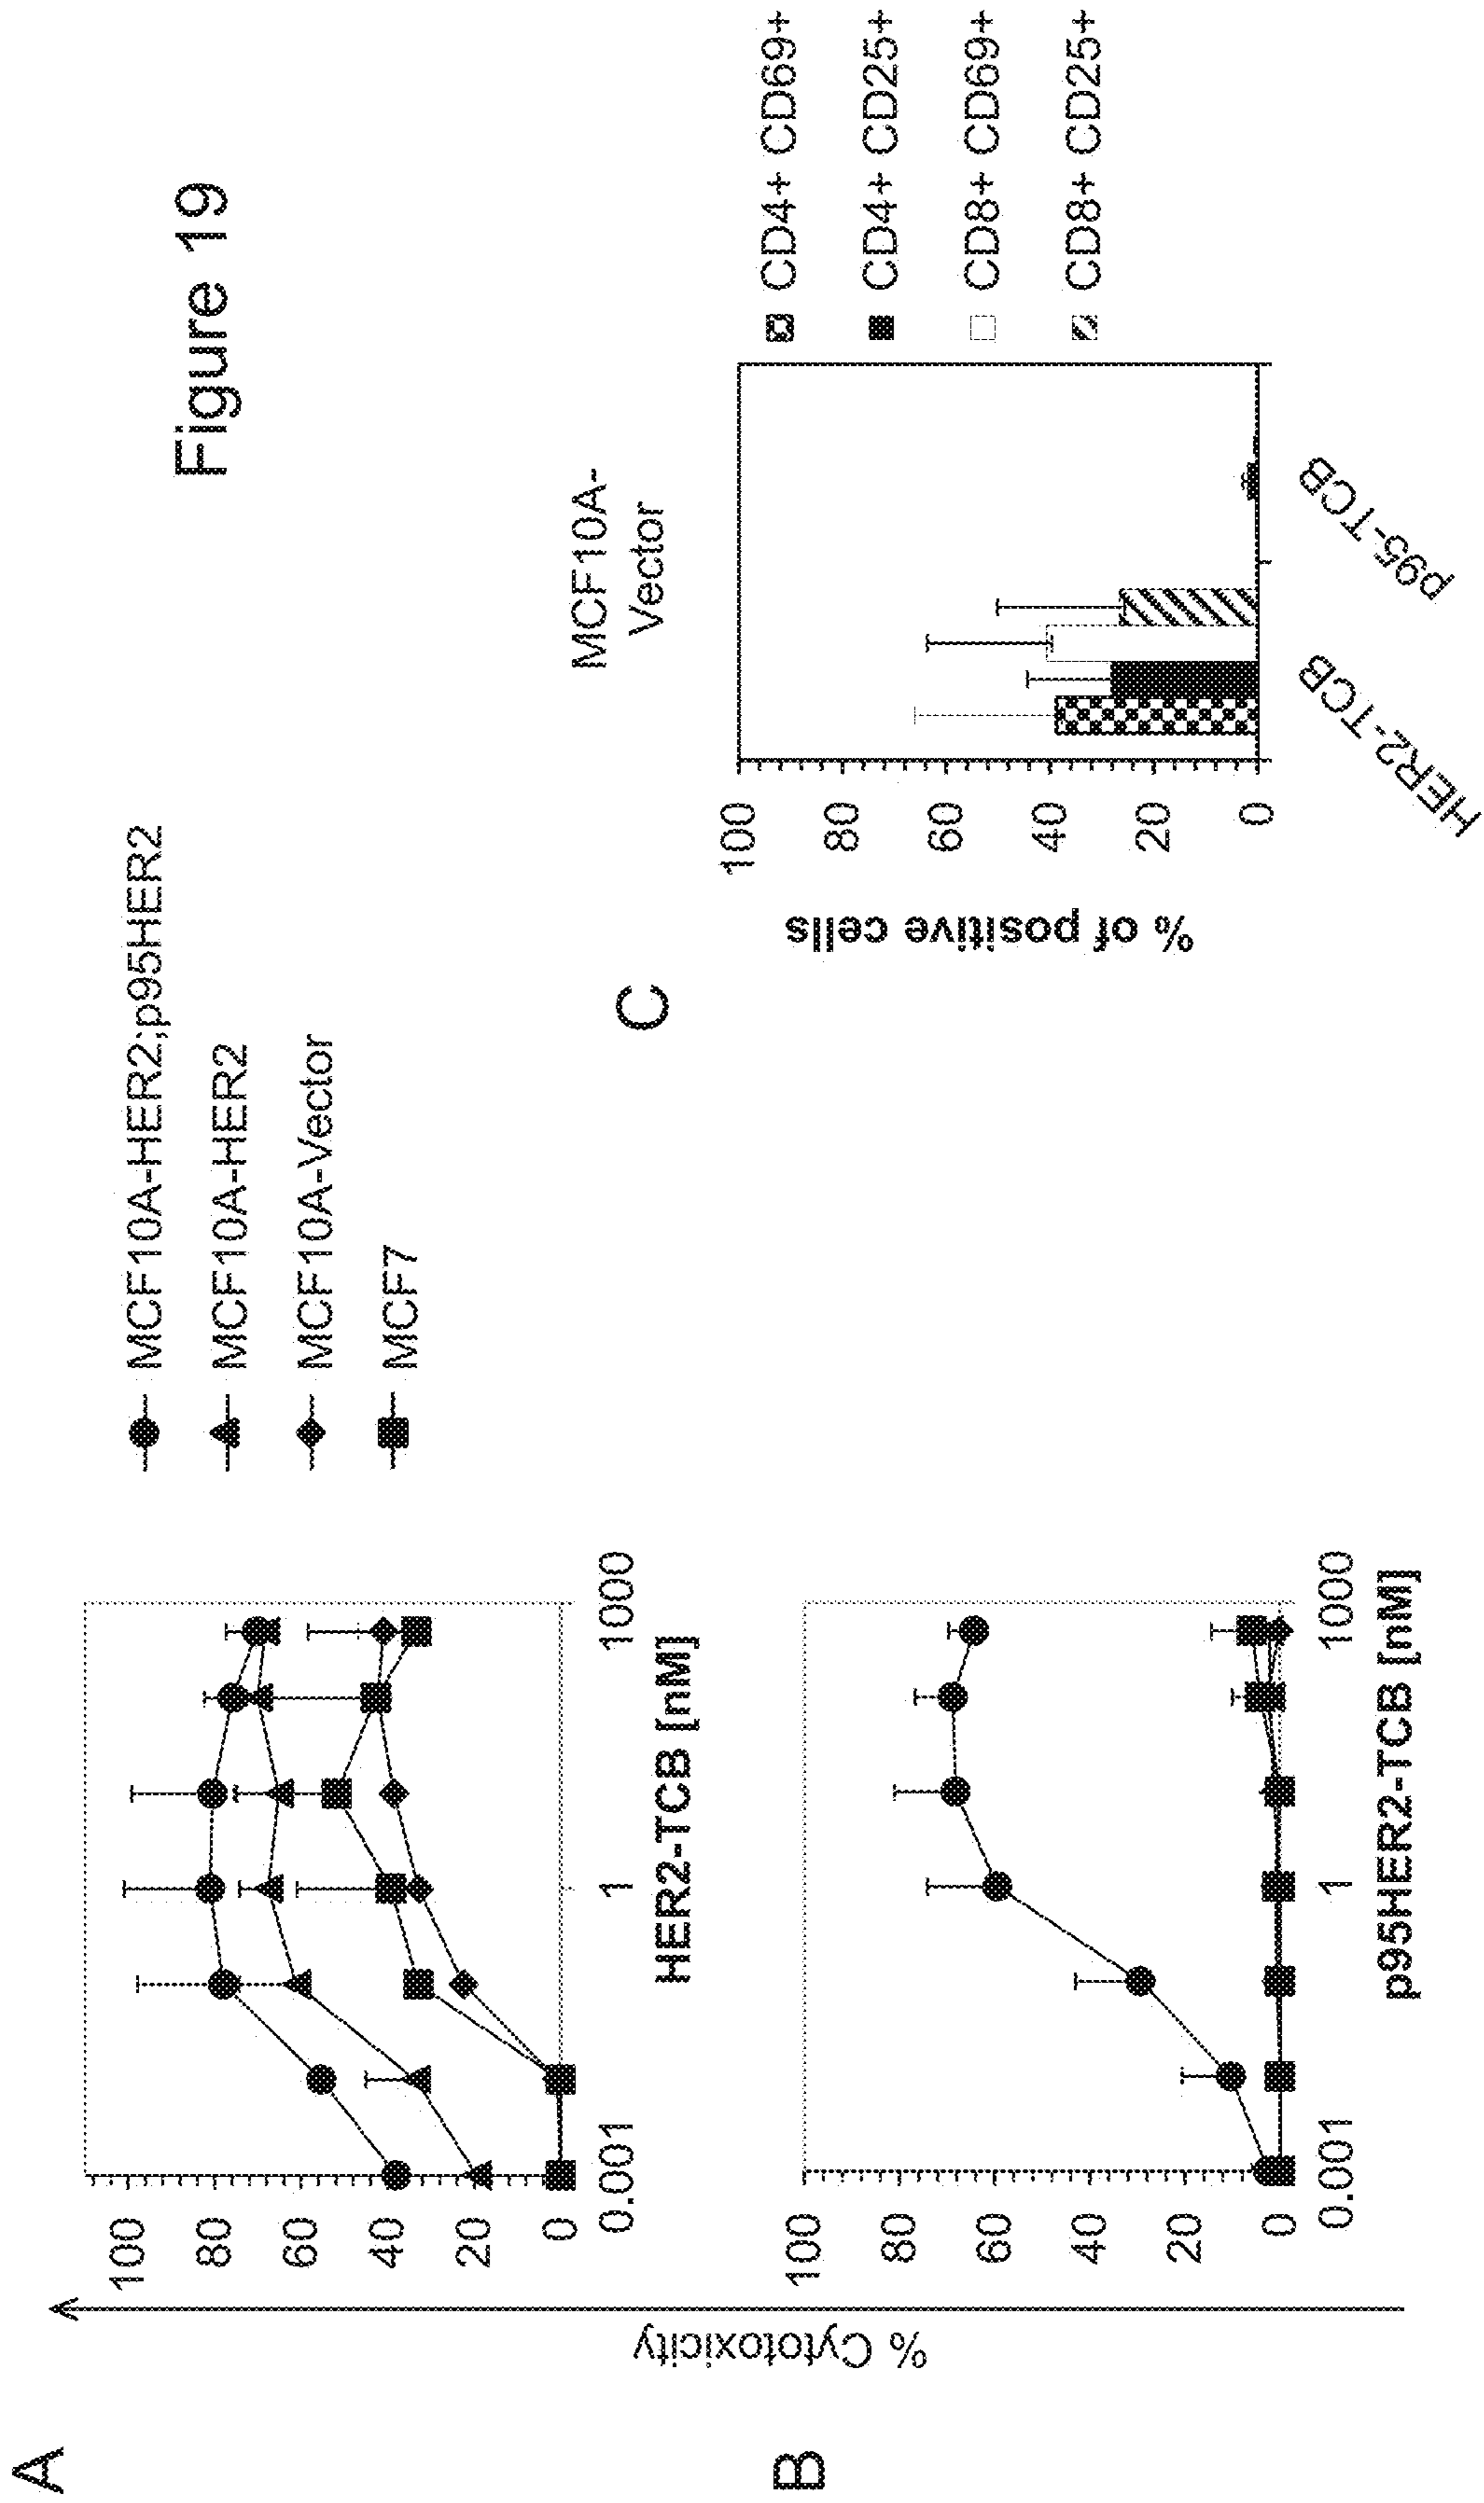 Figure 19
A
MCF10A-HER2;p95HER2
MCF10A-HER2
MCF10A-Vector
MCF7
% Cytotoxicity
100
80
60
40
20
0
0.001
1
1000
HER2-TCB [nM]
B
100
80
60
40
20
0
0.001
1
1000
p95HER2-TCB [nM]
C
MCF10A-
Vector
% of positive cells
100
80
60
40
20
0
HER2-TCB
p95-TCB
CD4+ CD69+
CD4+ CD25+
CD8+ CD69+
CD8+ CD25+